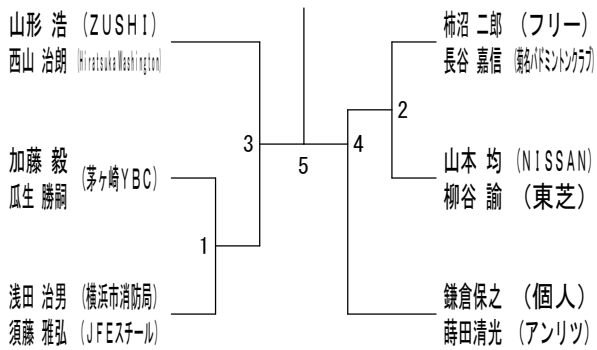 山形 浩 (ZUSHI)
西山 治朗 (HiratsukaWashington)
3
加藤 毅
瓜生 勝嗣
(茅ヶ崎YBC)
1
浅田 治男 (横浜市消防局)
須藤 雅弘 (JFEスチール)
5
柿沼 二郎 (フリー)
長谷 嘉信 (菊名バドミントンクラブ)
2
4
山本 均 (NISSAN)
柳谷 諭 (東芝)
鎌倉保之 (個人)
蒔田清光 (アンリツ)